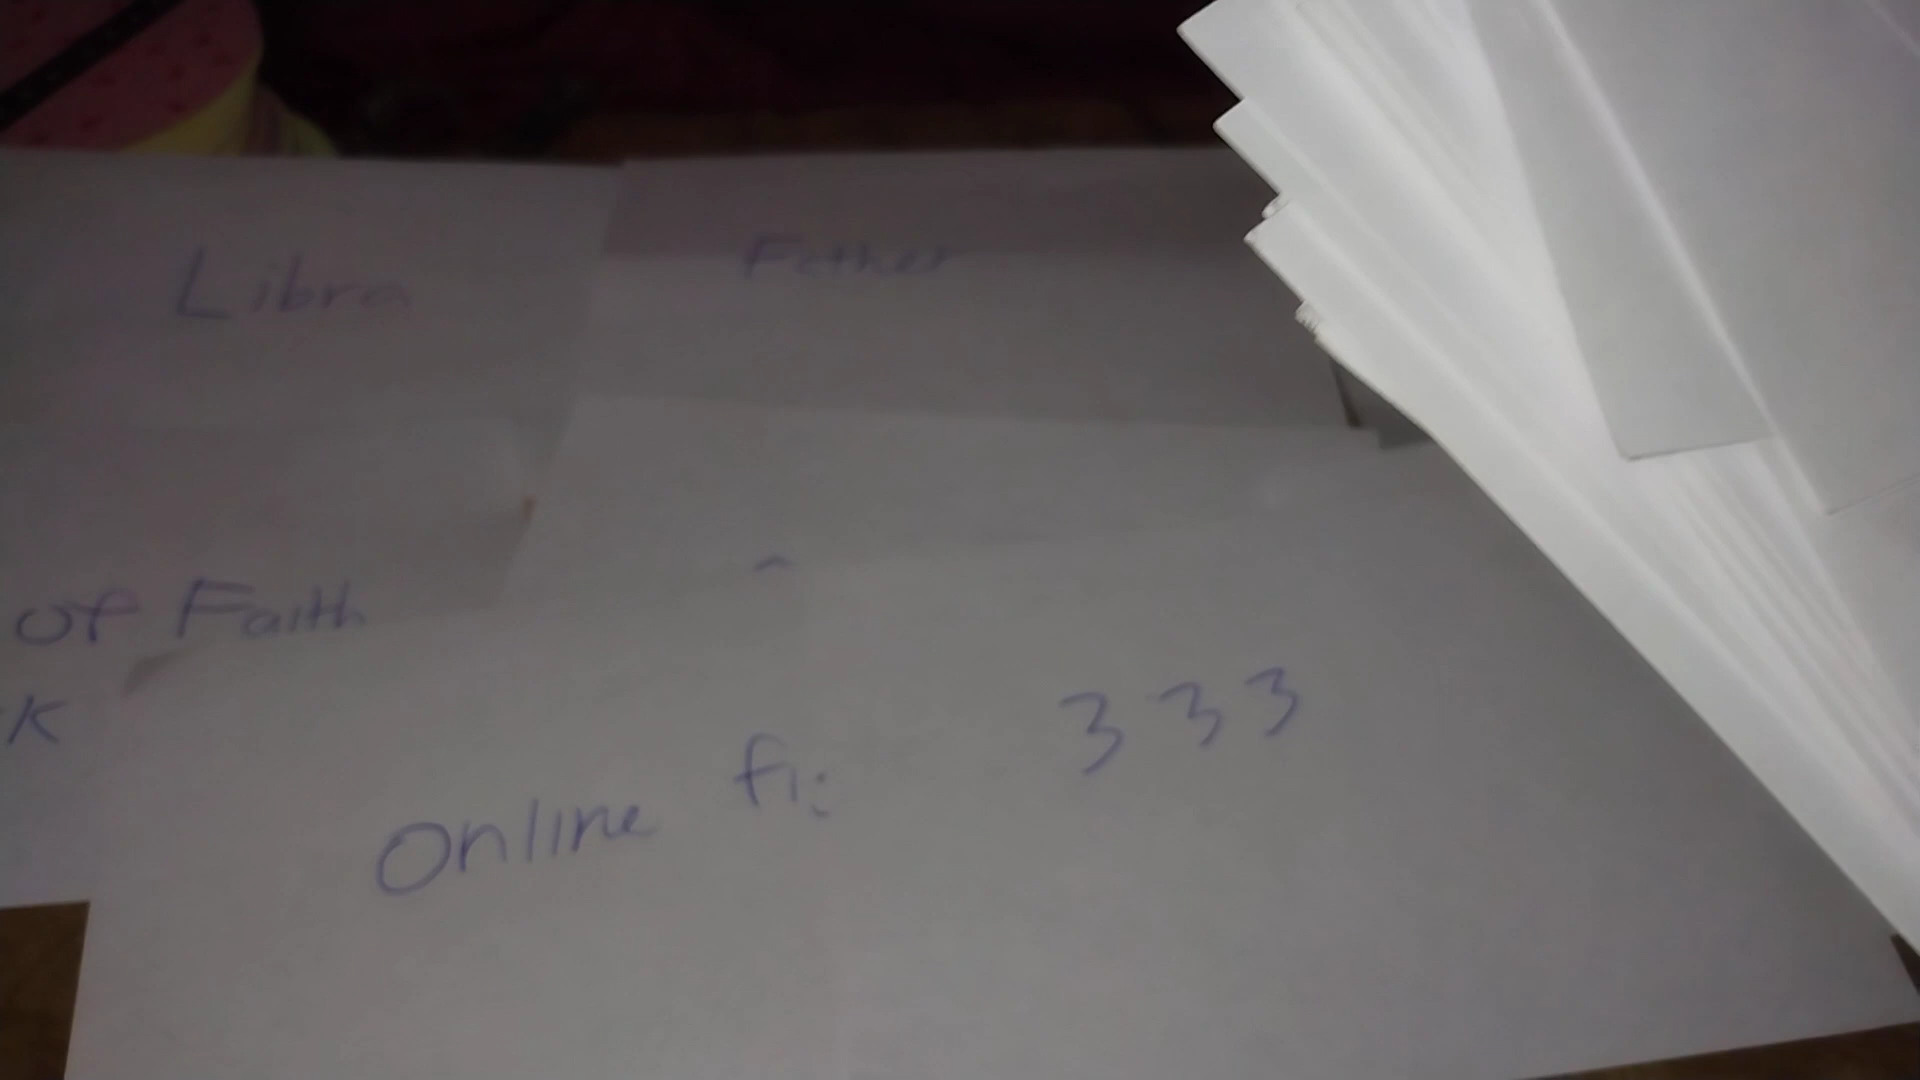 Libra
Father
of Faith
K
Online fi: 333